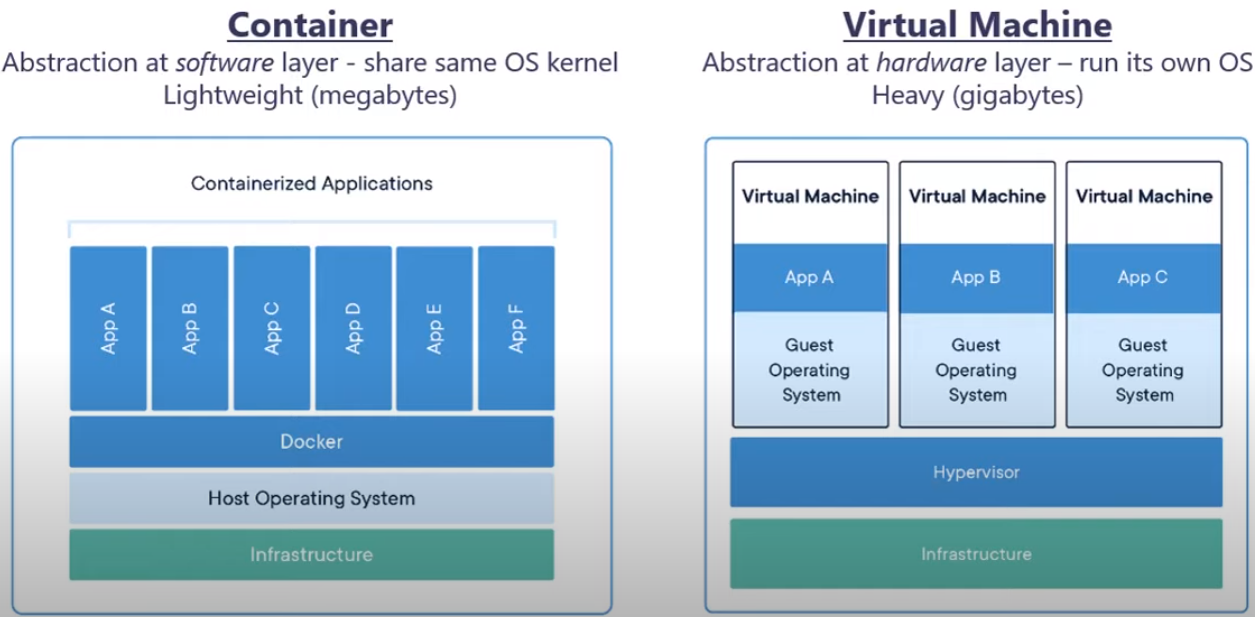 Container
Abstraction at software layer - share same OS kernel
Lightweight (megabytes)
Containerized Applications
App A
App B
App C
App D
App E
App F
Docker
Host Operating System
Infrastructure
Virtual Machine
Abstraction at hardware layer – run its own OS
Heavy (gigabytes)
Virtual Machine
App A
Guest
Operating
System
Virtual Machine
App B
Guest
Operating
System
Virtual Machine
App C
Guest
Operating
System
Hypervisor
Infrastructure